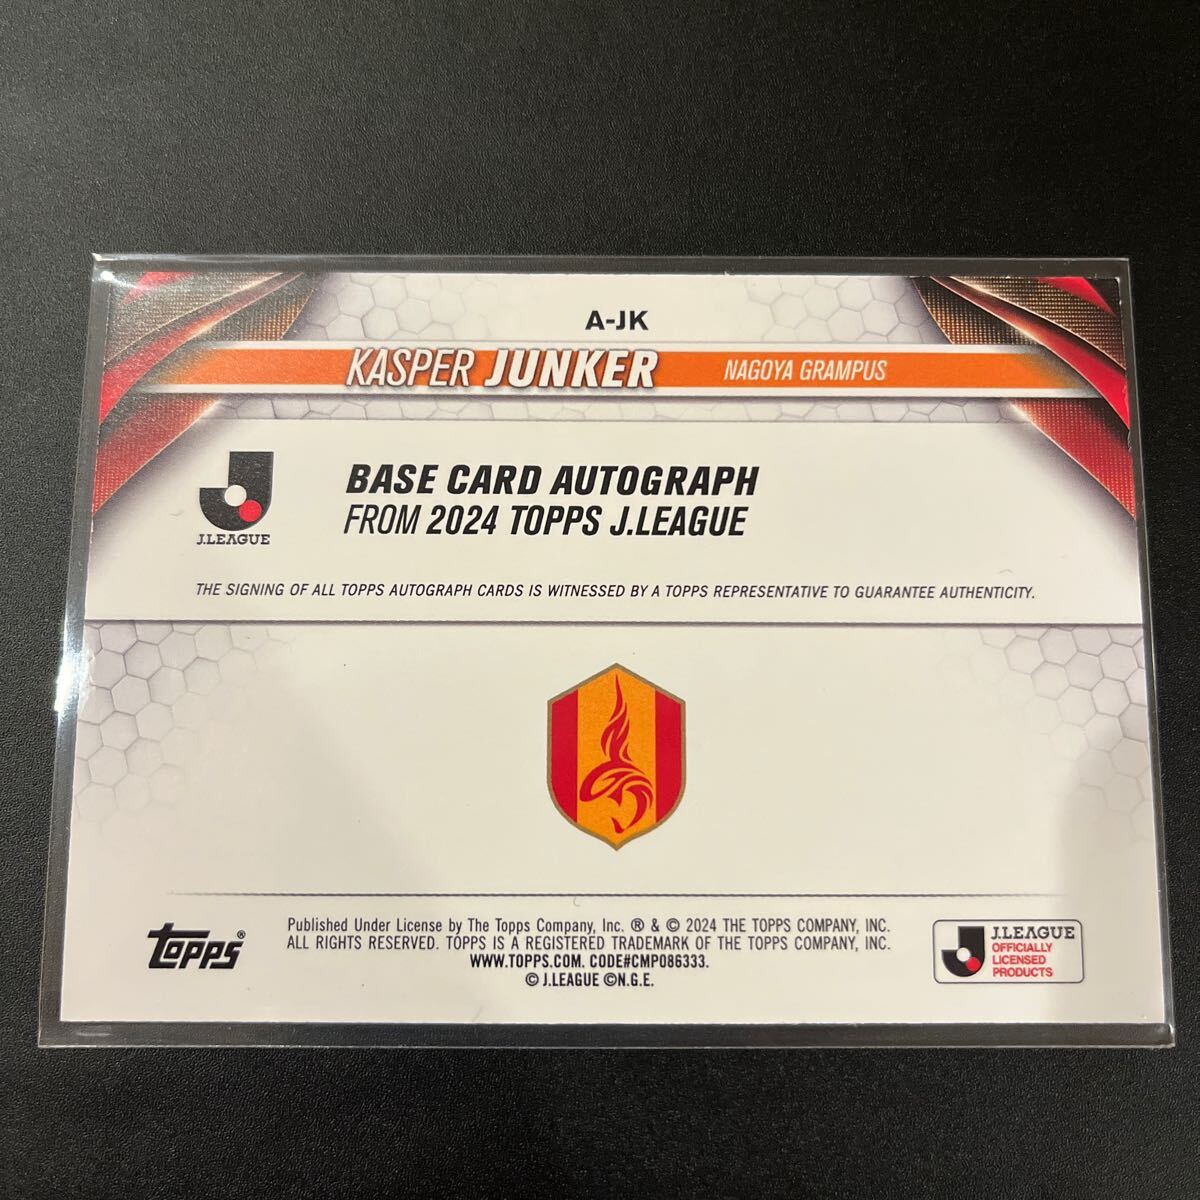 A-JK
KASPER JUNKER NAGOYA GRAMPUS
J.LEAGUE
BASE CARD AUTOGRAPH
FROM 2024 TOPPS J.LEAGUE
THE SIGNING OF ALL TOPPS AUTOGRAPH CARDS IS WITNESSED BY A TOPPS REPRESENTATIVE TO GUARANTEE AUTHENTICITY.
topps®
Published Under License by The Topps Company, Inc. ® & © 2024 THE TOPPS COMPANY, INC.
ALL RIGHTS RESERVED. TOPPS IS A REGISTERED TRADEMARK OF THE TOPPS COMPANY, INC.
WWW.TOPPS.COM. CODE#CMP086333.
© J.LEAGUE ©N.G.E.
J.LEAGUE
OFFICIALLY
LICENSED
PRODUCTS